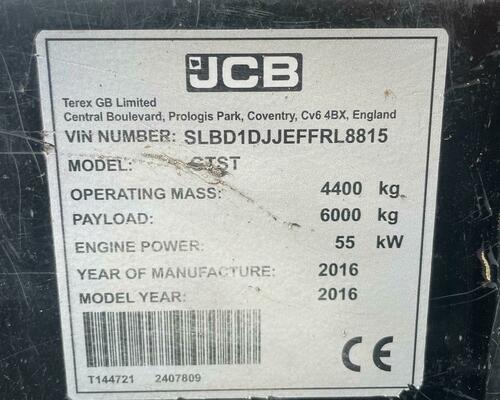 JCB
Terex GB Limited
Central Boulevard, Prologis Park, Coventry, Cv6 4BX, England
VIN NUMBER: SLBD1DJJEFFRL8815
MODEL:
OPERATING MASS: 4400 kg
PAYLOAD: 6000 kg
ENGINE POWER: 55 kW
YEAR OF MANUFACTURE: 2016
MODEL YEAR: 2016
T144721 2407809
CE